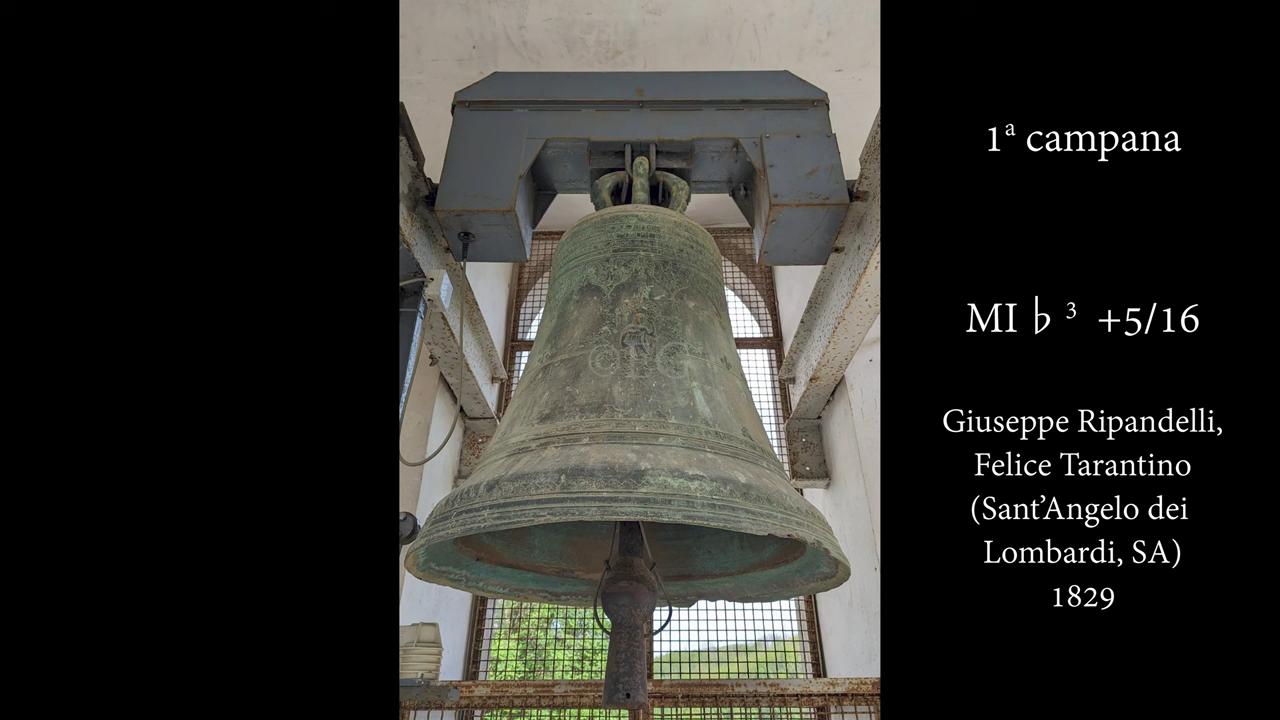 1ª campana
MI ♭ ³ +5/16
Giuseppe Ripandelli,
Felice Tarantino
(Sant’Angelo dei
Lombardi, SA)
1829